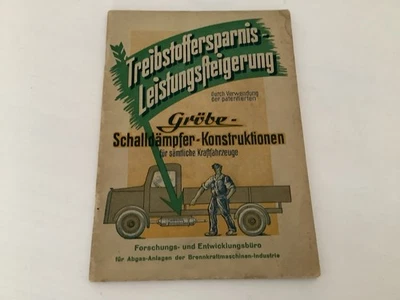 Treibstoffersparnis
Leistungssteigerung
durch Verwendung
der patentierten
Gröbe-
Schalldämpfer-Konstruktionen
für sämtliche Kraftfahrzeuge
Forschungs- und Entwicklungsbüro
für Abgas-Anlagen der Brennkraftmaschinen-Industrie